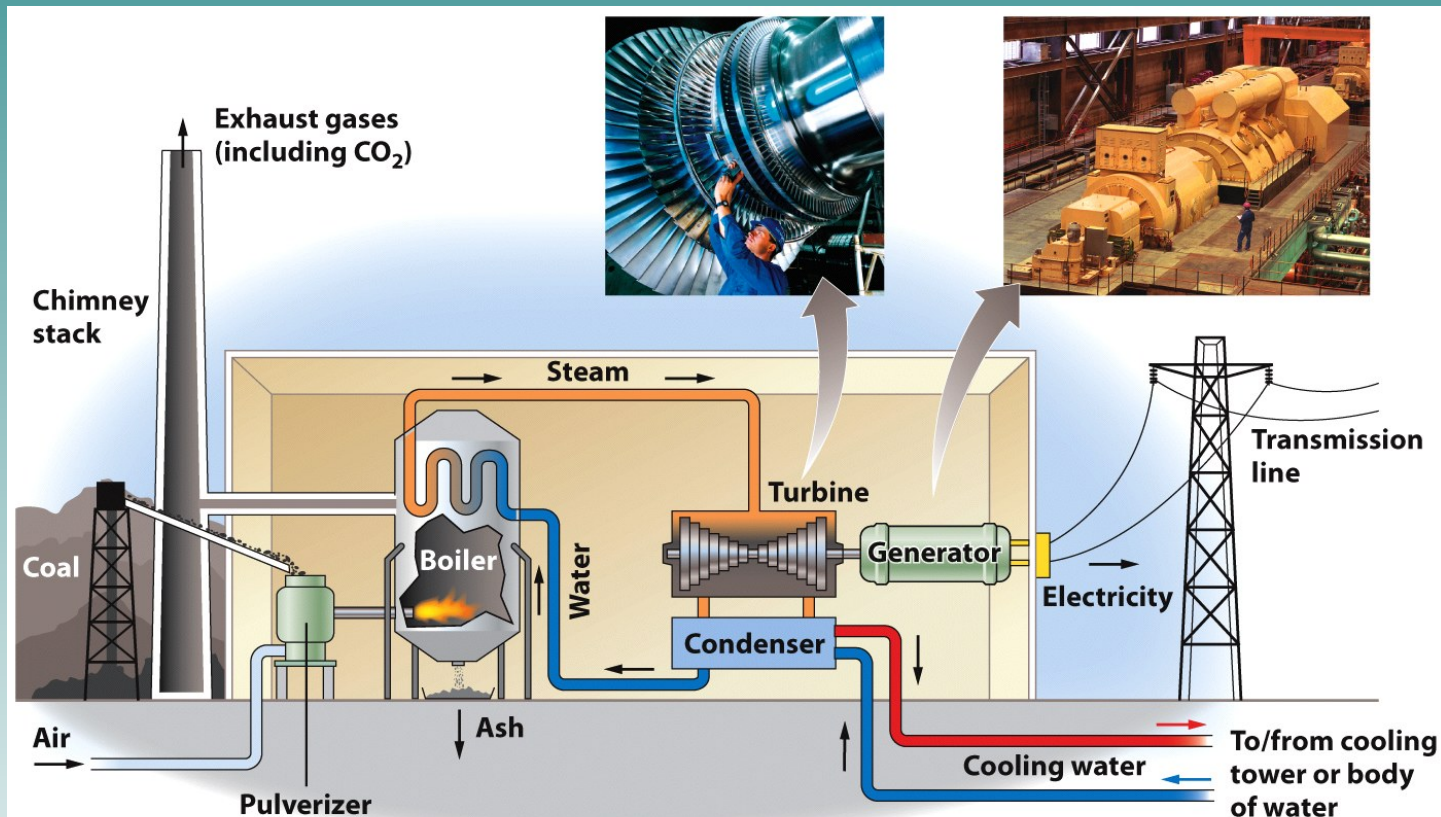 Exhaust gases
(including CO₂)
Chimney
stack
Steam
Transmission
line
Turbine
Coal
Boiler
Water
Generator
Electricity
Condenser
Air
Ash
Pulverizer
Cooling water
To/from cooling
tower or body
of water